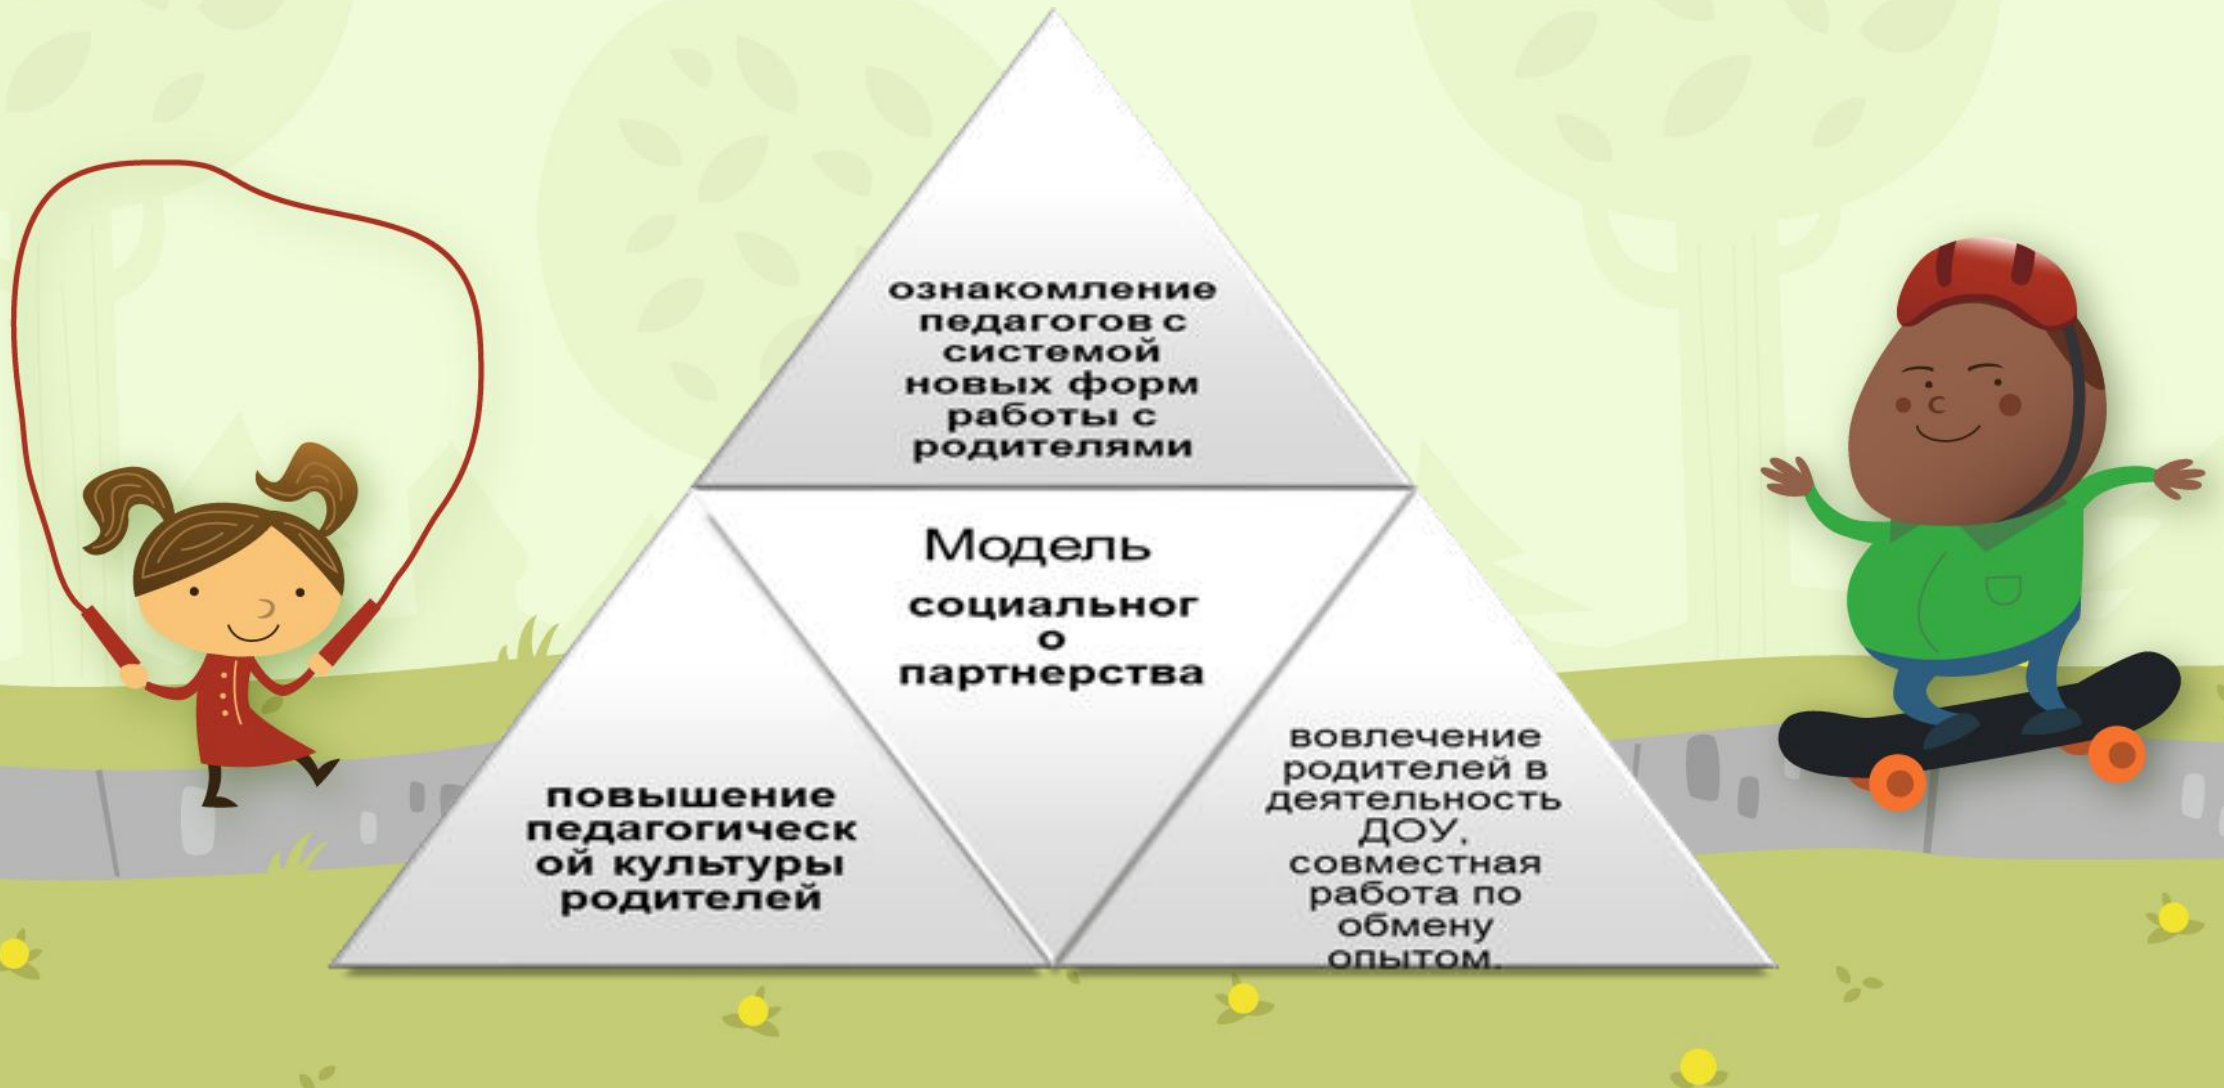 ознакомление
педагогов с
системой
новых форм
работы с
родителями
Модель
социальног
о
партнерства
повышение
педагогическ
ой культуры
родителей
вовлечение
родителей в
деятельность
ДОУ,
совместная
работа по
обмену
опытом.